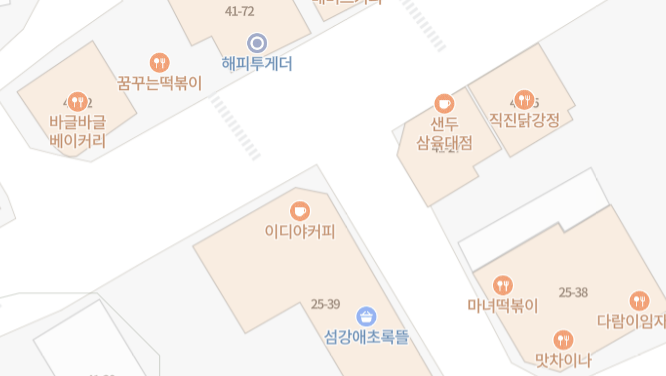 41-72
해피투게더
꿈꾸는떡볶이
바글바글
베이커리
샌두
삼육대점
직진닭강정
이디야커피
25-39
섬강애초록뜰
25-38
마녀떡볶이
다람이임자
맛차이나